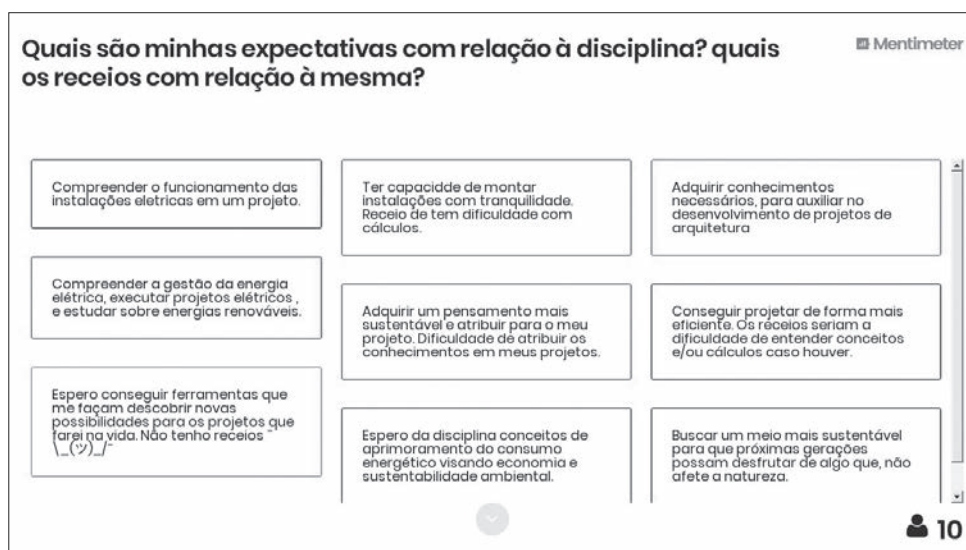 Quais são minhas expectativas com relação à disciplina? quais
os receios com relação à mesma?
Mentimeter
Compreender o funcionamento das
instalações eletricas em um projeto.
Compreender a gestão da energia
elétrica, executar projetos elétricos ,
e estudar sobre energias renováveis.
Espero conseguir ferramentas que
me façam descobrir novas
possibilidades para os projetos que
farei na vida. Não tenho receios ¯
\_(ツ)_/¯
Ter capacidde de montar
instalações com tranquilidade.
Receio de tem dificuldade com
cálculos.
Adquirir um pensamento mais
sustentável e atribuir para o meu
projeto. Dificuldade de atribuir os
conhecimentos em meus projetos.
Espero da disciplina conceitos de
aprimoramento do consumo
energético visando economia e
sustentabilidade ambiental.
Adquirir conhecimentos
necessários, para auxiliar no
desenvolvimento de projetos de
arquitetura
Conseguir projetar de forma mais
eficiente. Os receios seriam a
dificuldade de entender conceitos
e/ou cálculos caso houver.
Buscar um meio mais sustentável
para que próximas gerações
possam desfrutar de algo que, não
afete a natureza.
10